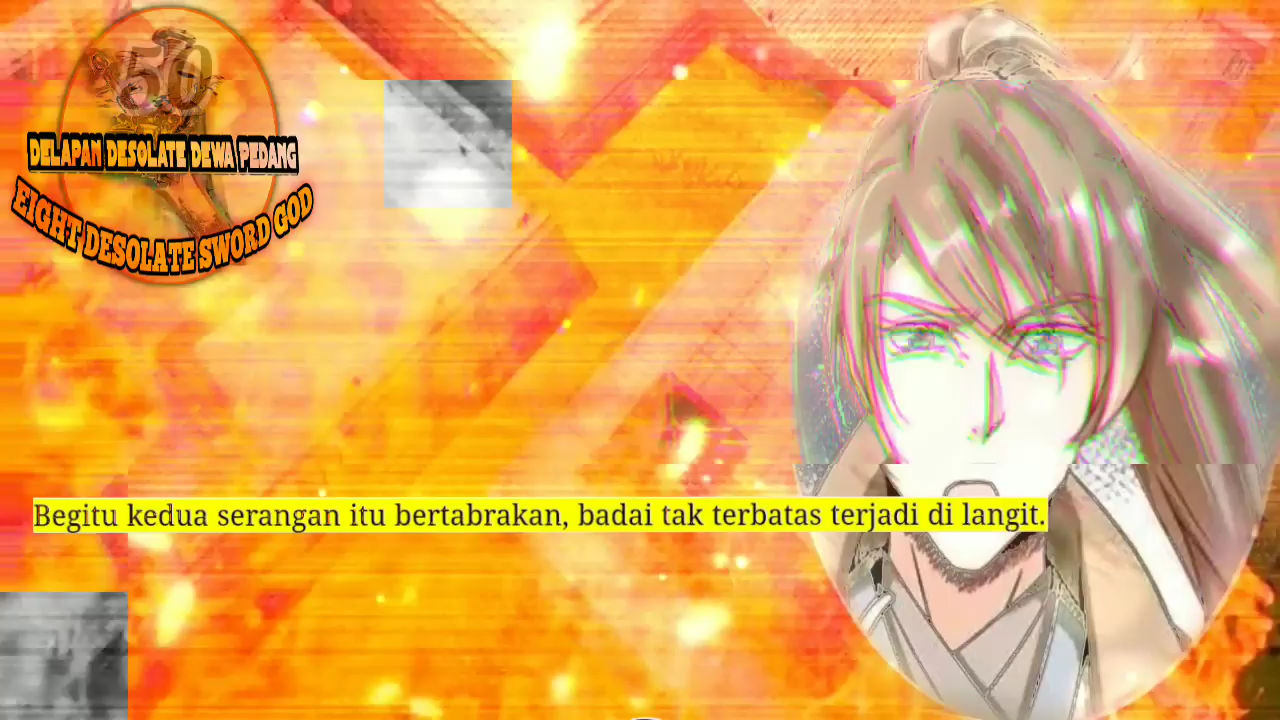 50
DELAPAN DESOLATE DEWA PEDANG
EIGHT DESOLATE SWORD GOD
Begitu kedua serangan itu bertabrakan, badai tak terbatas terjadi di langit.